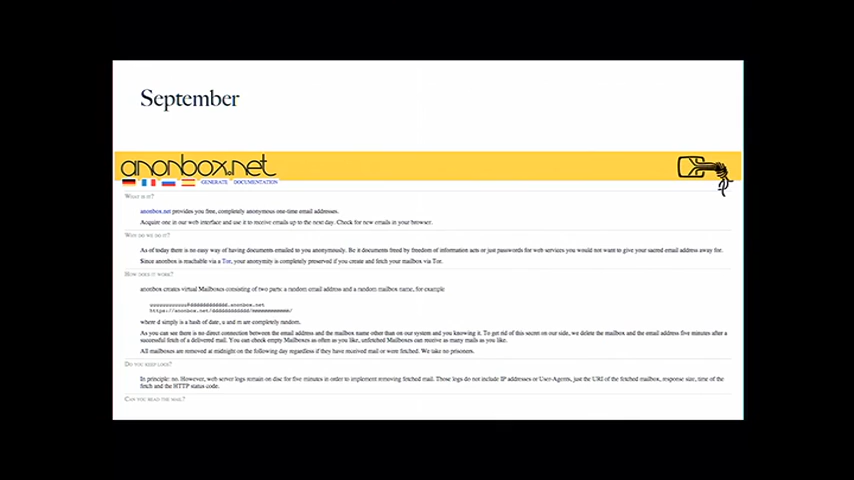 September
anonbox.net
GENERATE DOCUMENTATION
WHAT IS IT?
anonbox.net provides you free, completely anonymous one-time email addresses.
Acquire one in our web interface and use it to receive emails up to the next day. Check for new emails in your browser.
WHY DO WE DO IT?
As of today there is no easy way of having documents emailed to you anonymously. Be it documents freed by freedom of information acts or just passwords for web services you would not want to give your sacred email address away for.
Since anonbox is reachable via a Tor, your anonymity is completely preserved if you create and fetch your mailbox via Tor.
HOW DOES IT WORK?
anonbox creates virtual Mailboxes consisting of two parts: a random email address and a random mailbox name, for example
where d simply is a hash of date, u and m are completely random.
As you can see there is no direct connection between the email address and the mailbox name other than on our system and you knowing it. To get rid of this secret on our side, we delete the mailbox and the email address five minutes after a
successful fetch of a delivered mail. You can check empty Mailboxes as often as you like, unfetched Mailboxes can receive as many mails as you like.
All mailboxes are removed at midnight on the following day regardless if they have received mail or were fetched. We take no prisoners.
DO YOU KEEP LOGS?
In principle: no. However, web server logs remain on disc for five minutes in order to implement removing fetched mail. Those logs do not include IP addresses or User-Agents, just the URI of the fetched mailbox, response size, time of the
fetch and the HTTP status code.
CAN YOU READ THE MAIL?